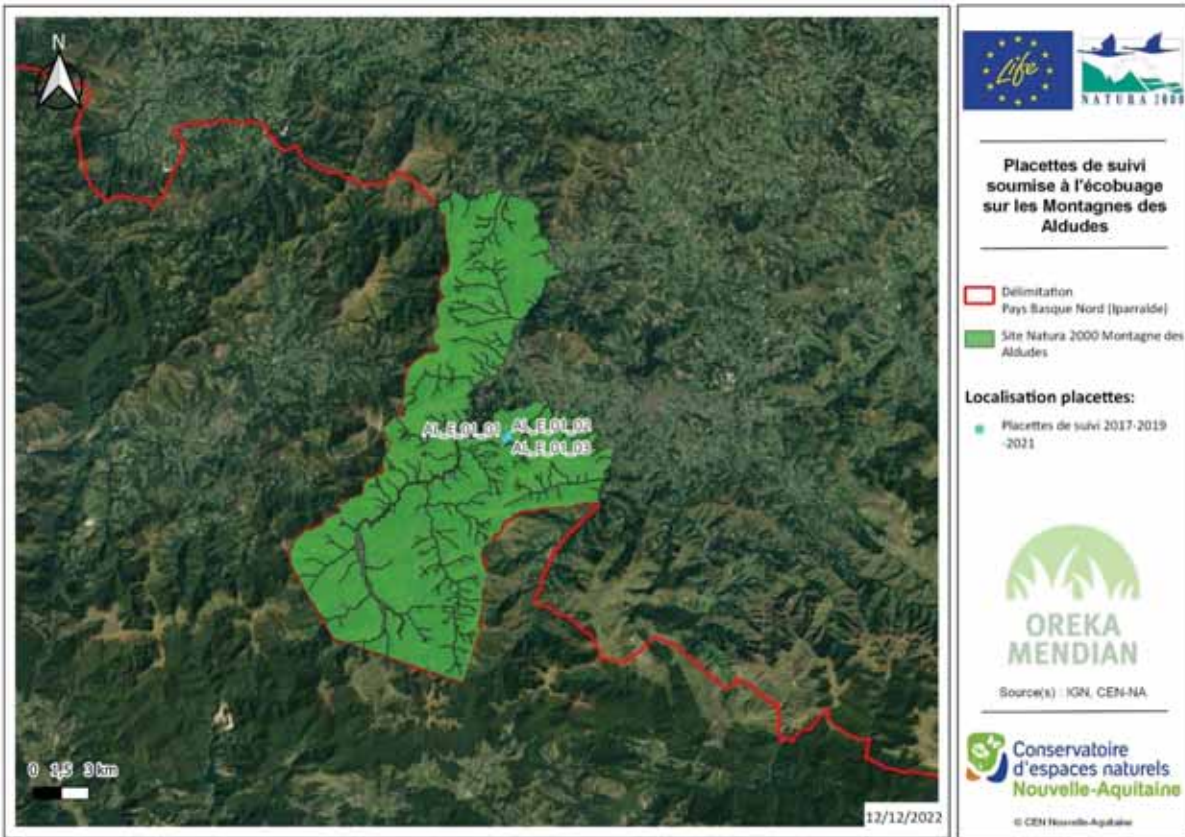 N
AL_E_01_01
AL_E_01_02
AL_E_01_03
0 1,5 3 km
12/12/2022
Life
NATURA 2000
Placettes de suivi
soumise à l'écobuage
sur les Montagnes des
Aldudes
Délimitation
Pays Basque Nord (Iparralde)
Site Natura 2000 Montagne des
Aldudes
Localisation placettes:
Placettes de suivi 2017-2019
-2021
OREKA
MENDIAN
Source(s) : IGN, CEN-NA
Conservatoire
d'espaces naturels
Nouvelle-Aquitaine
© CEN Nouvelle-Aquitaine